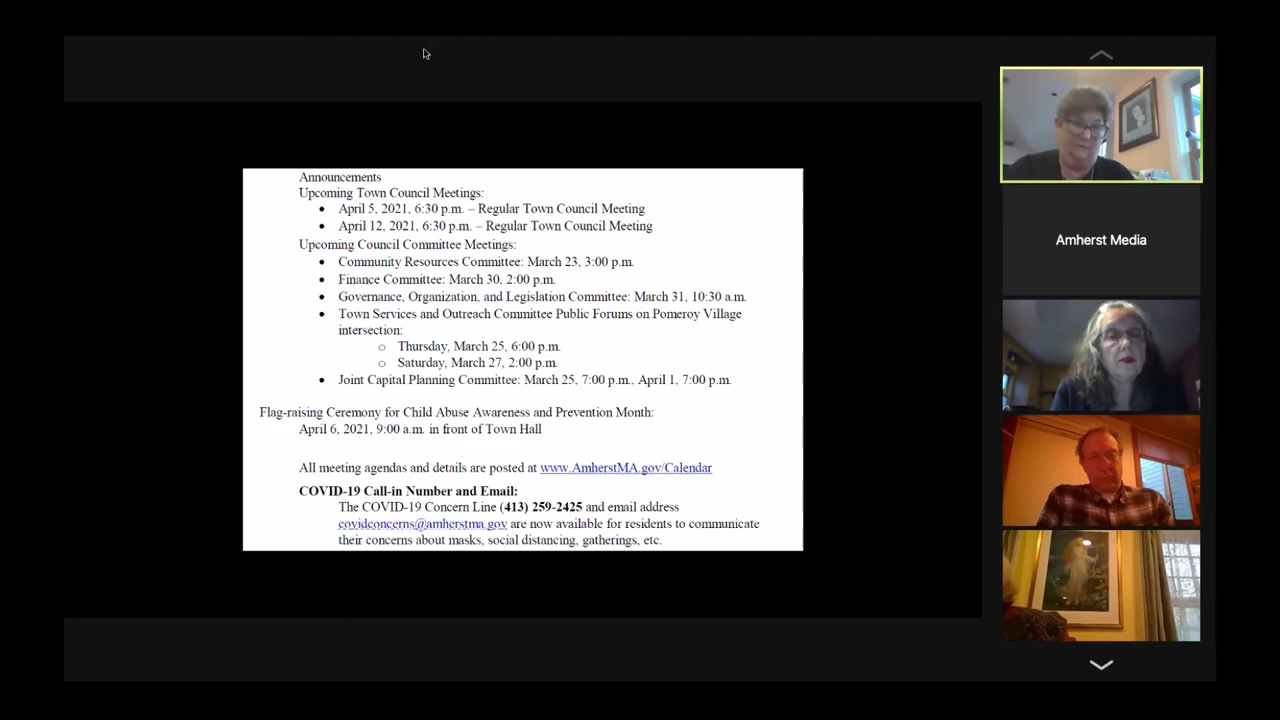 Announcements
Upcoming Town Council Meetings:
• April 5, 2021, 6:30 p.m. – Regular Town Council Meeting
• April 12, 2021, 6:30 p.m. – Regular Town Council Meeting
Upcoming Council Committee Meetings:
• Community Resources Committee: March 23, 3:00 p.m.
• Finance Committee: March 30, 2:00 p.m.
• Governance, Organization, and Legislation Committee: March 31, 10:30 a.m.
• Town Services and Outreach Committee Public Forums on Pomeroy Village
intersection:
o Thursday, March 25, 6:00 p.m.
o Saturday, March 27, 2:00 p.m.
• Joint Capital Planning Committee: March 25, 7:00 p.m., April 1, 7:00 p.m.
Flag-raising Ceremony for Child Abuse Awareness and Prevention Month:
April 6, 2021, 9:00 a.m. in front of Town Hall
All meeting agendas and details are posted at www.AmherstMA.gov/Calendar
COVID-19 Call-in Number and Email:
The COVID-19 Concern Line (413) 259-2425 and email address
covidconcerns@amherstma.gov are now available for residents to communicate
their concerns about masks, social distancing, gatherings, etc.
Amherst Media